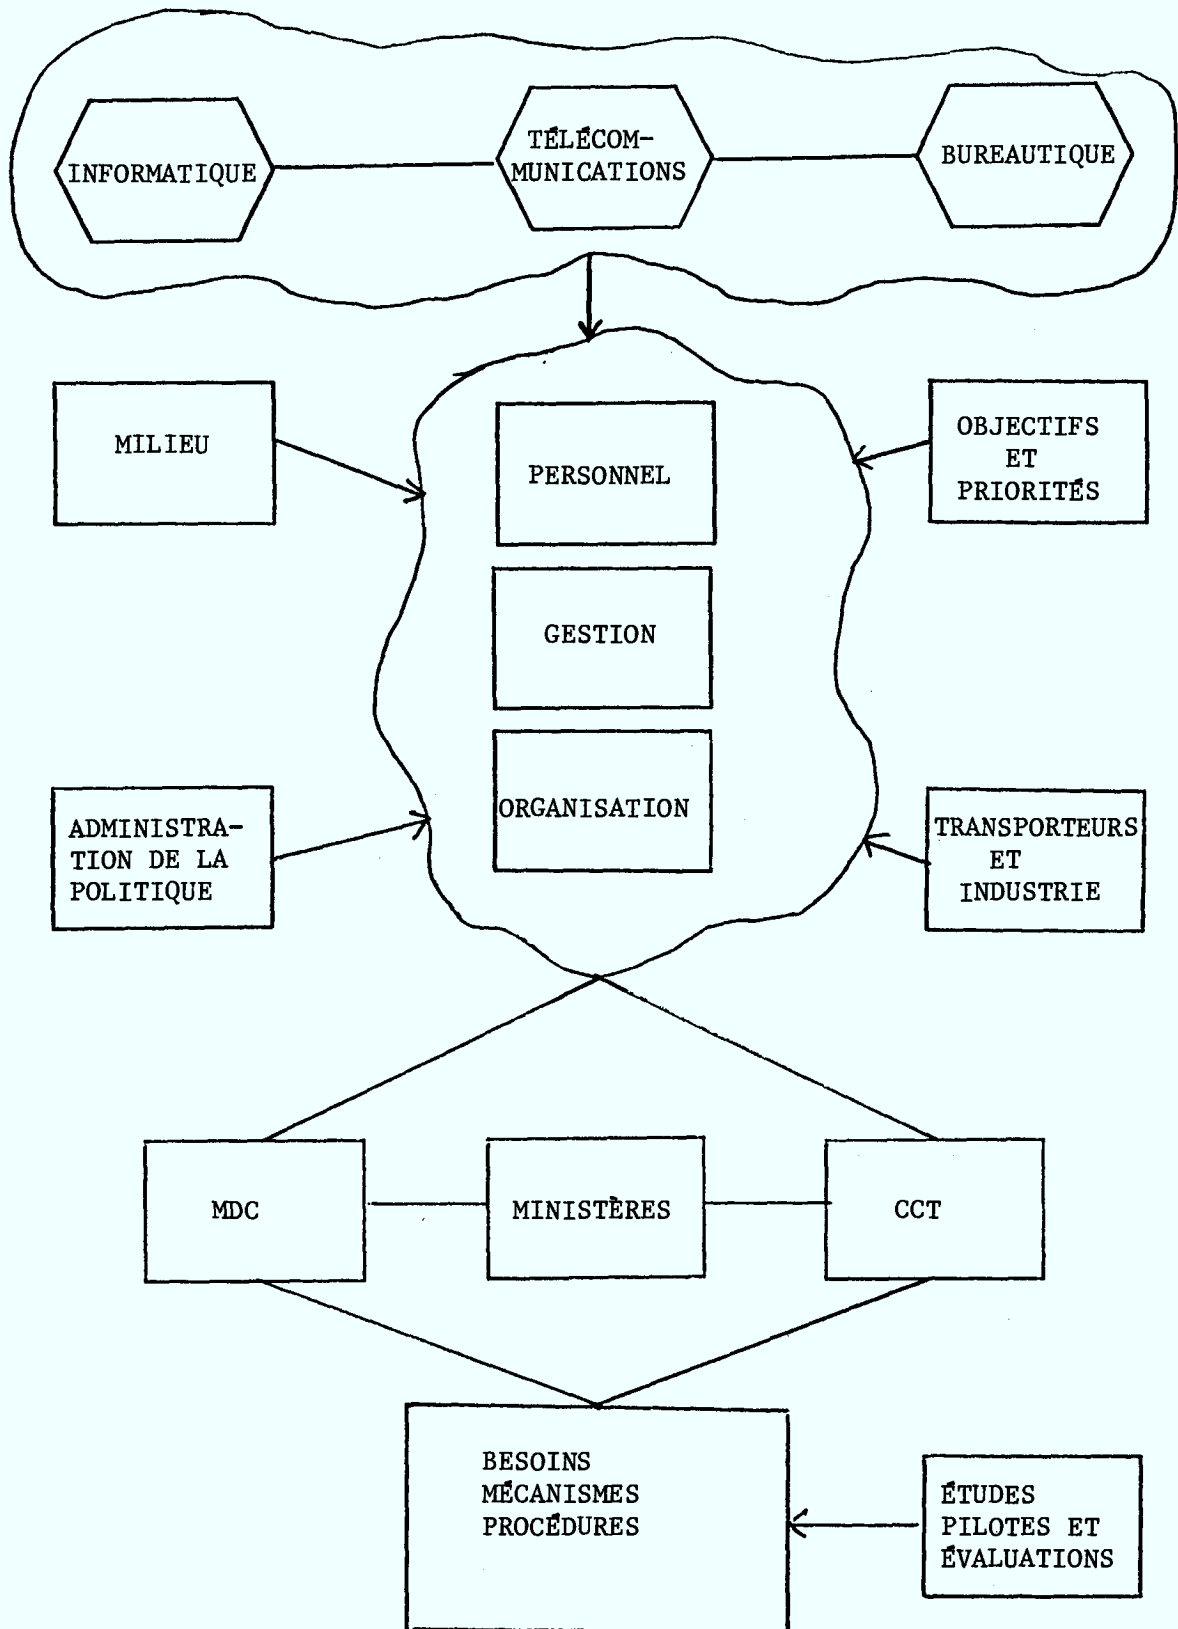 INFORMATIQUE
TÉLÉCOM-
MUNICATIONS
BUREAUTIQUE
MILIEU
PERSONNEL
OBJECTIFS
ET
PRIORITÉS
GESTION
ADMINISTRA-
TION DE LA
POLITIQUE
ORGANISATION
TRANSPORTEURS
ET
INDUSTRIE
MDC
MINISTÈRES
CCT
BESOINS
MÉCANISMES
PROCÉDURES
ÉTUDES
PILOTES ET
ÉVALUATIONS